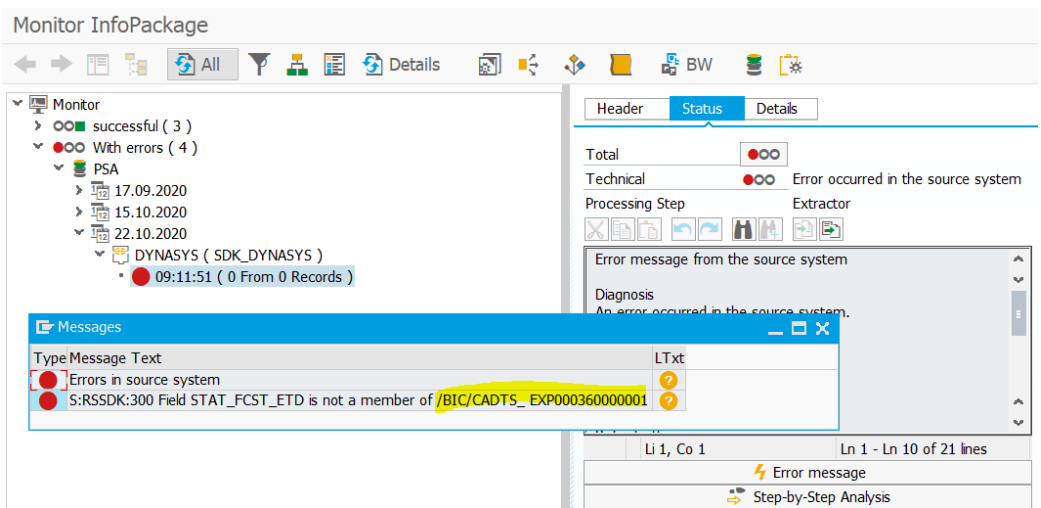 Monitor InfoPackage
All Details BW
Monitor
successful ( 3 )
With errors ( 4 )
PSA
17.09.2020
15.10.2020
22.10.2020
DYNASYS ( SDK_DYNASYS )
09:11:51 ( 0 From 0 Records )
Header Status Details
Total
Technical Error occurred in the source system
Processing Step Extractor
Error message from the source system
Diagnosis
An error occurred in the source system.
Messages
Type Message Text LTxt
Errors in source system
S:RSSDK:300 Field STAT_FCST_ETD is not a member of /BIC/CADTS_ EXP000360000001
Li 1, Co 1 Ln 1 - Ln 10 of 21 lines
Error message
Step-by-Step Analysis